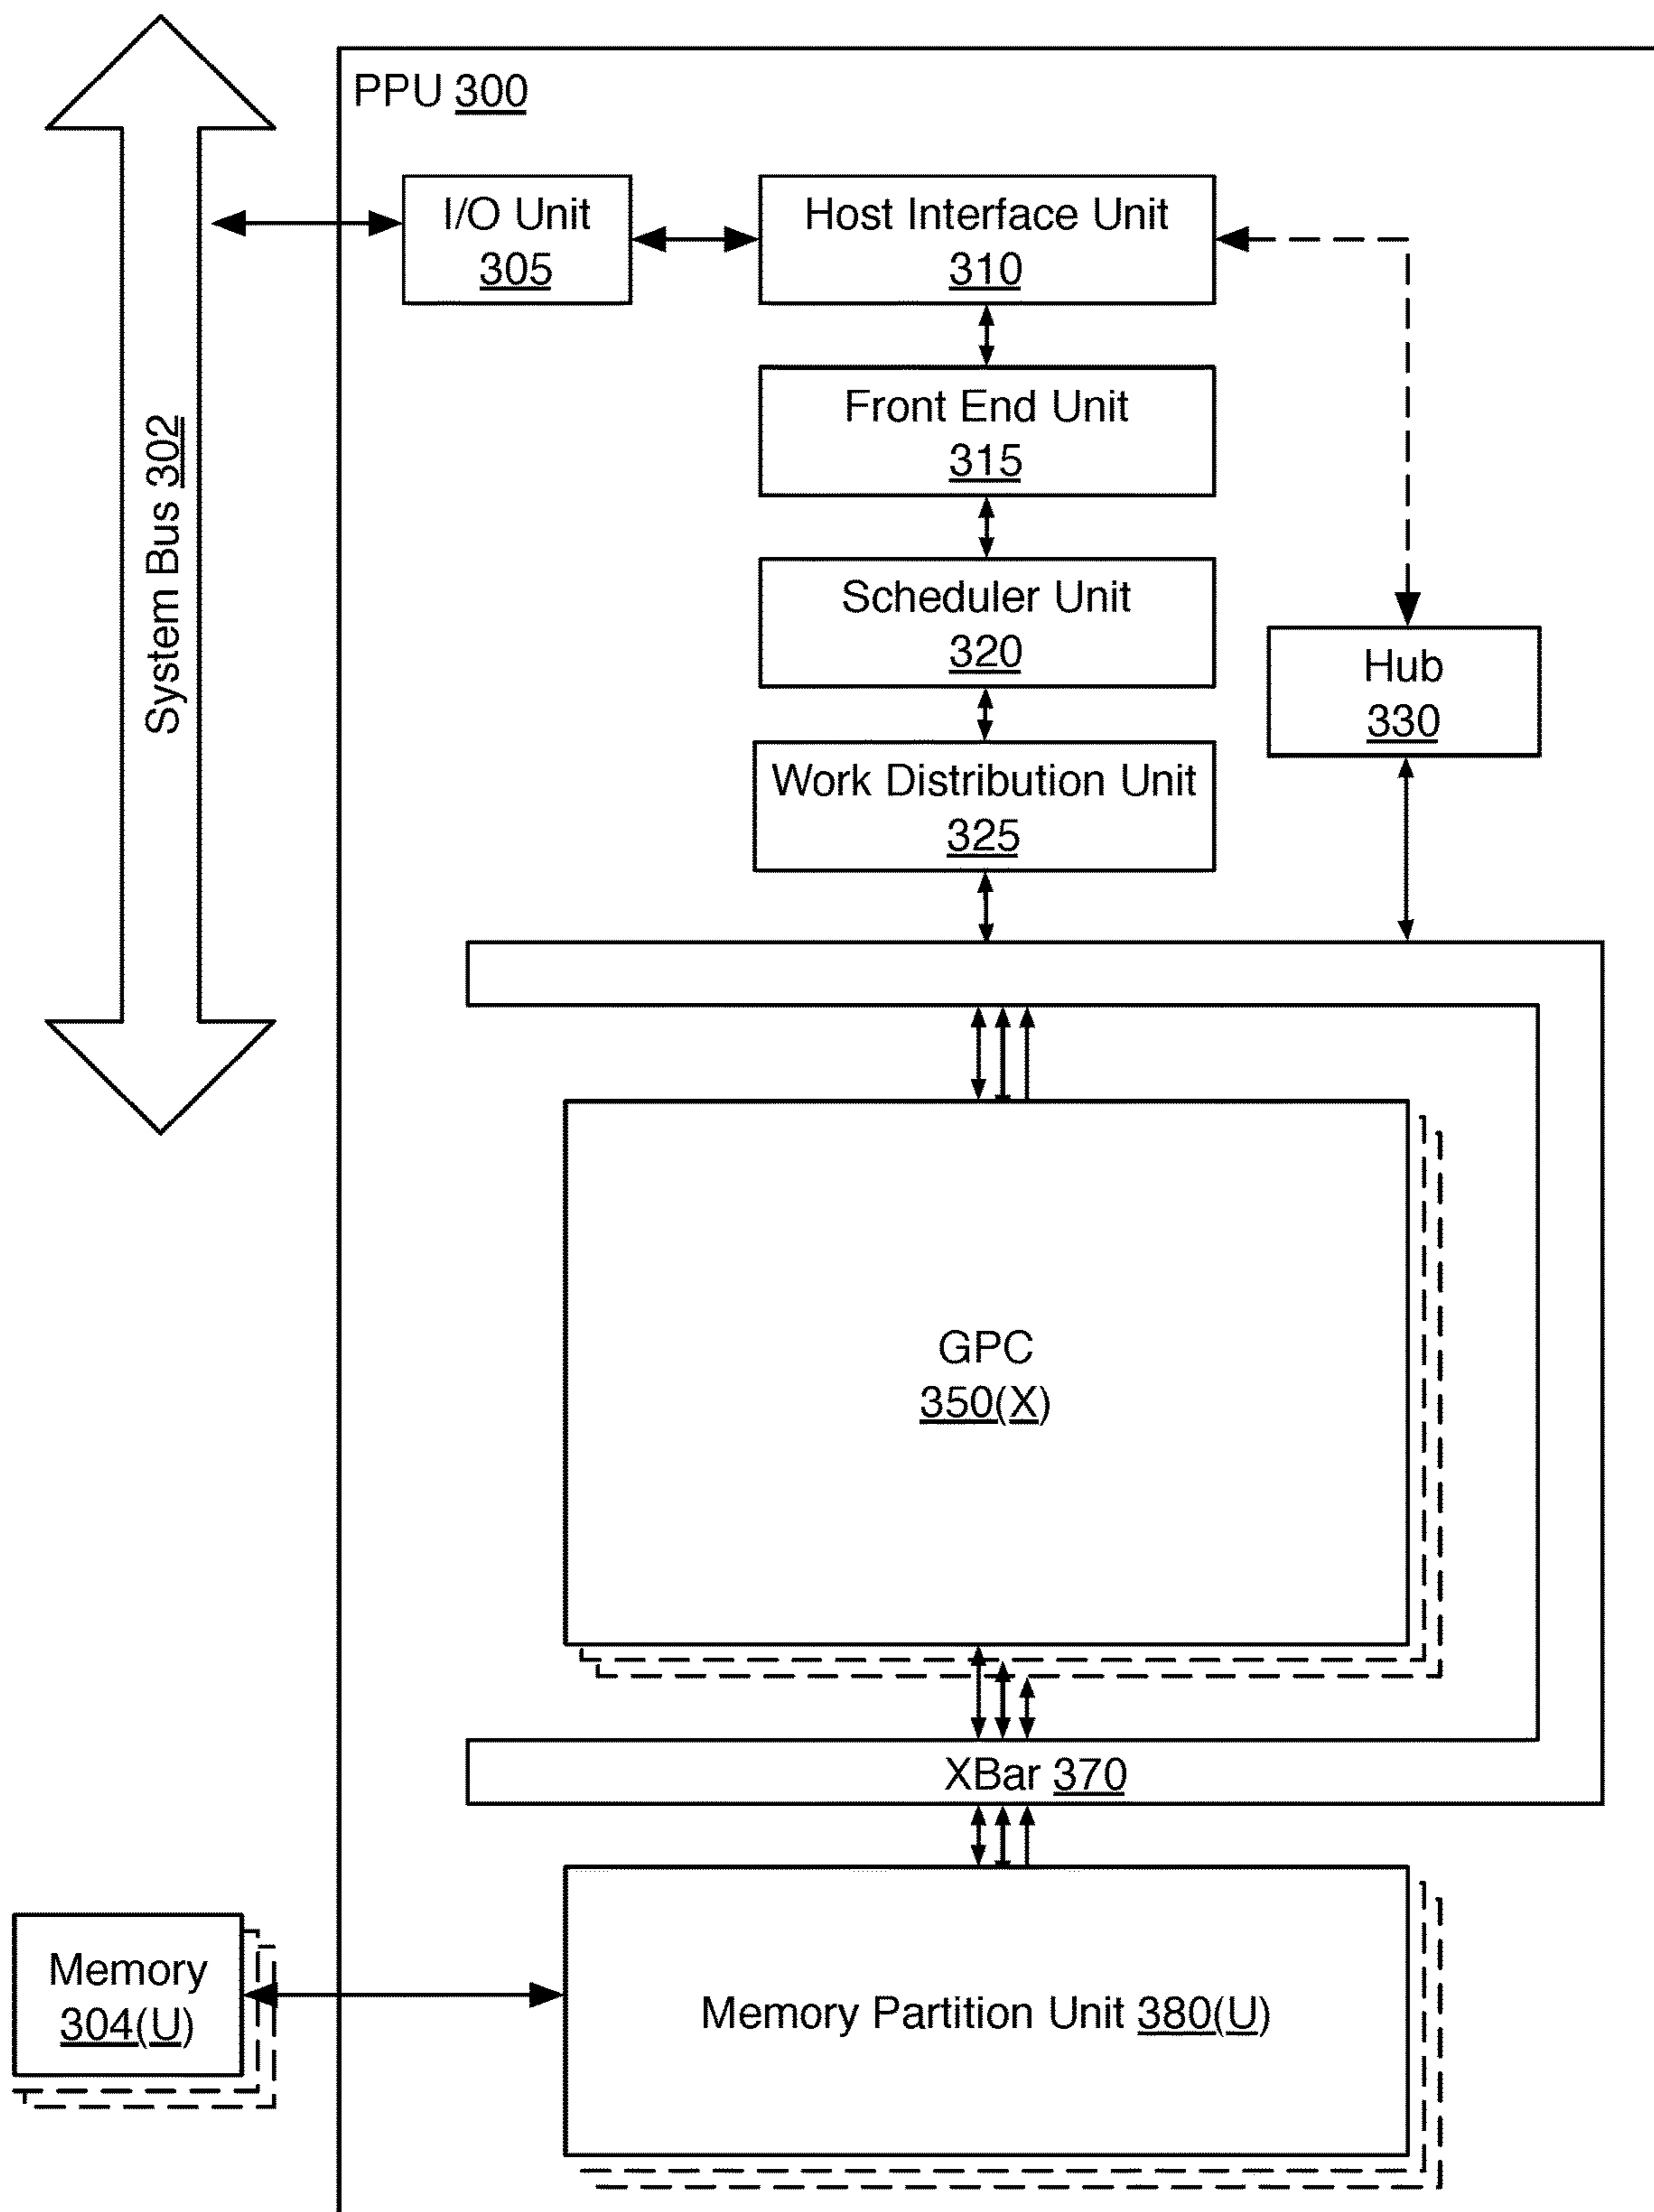 PPU 300
I/O Unit
305
Host Interface Unit
310
Front End Unit
315
System Bus 302
Scheduler Unit
320
Hub
330
Work Distribution Unit
325
GPC
350(X)
XBar 370
Memory
304(U)
Memory Partition Unit 380(U)